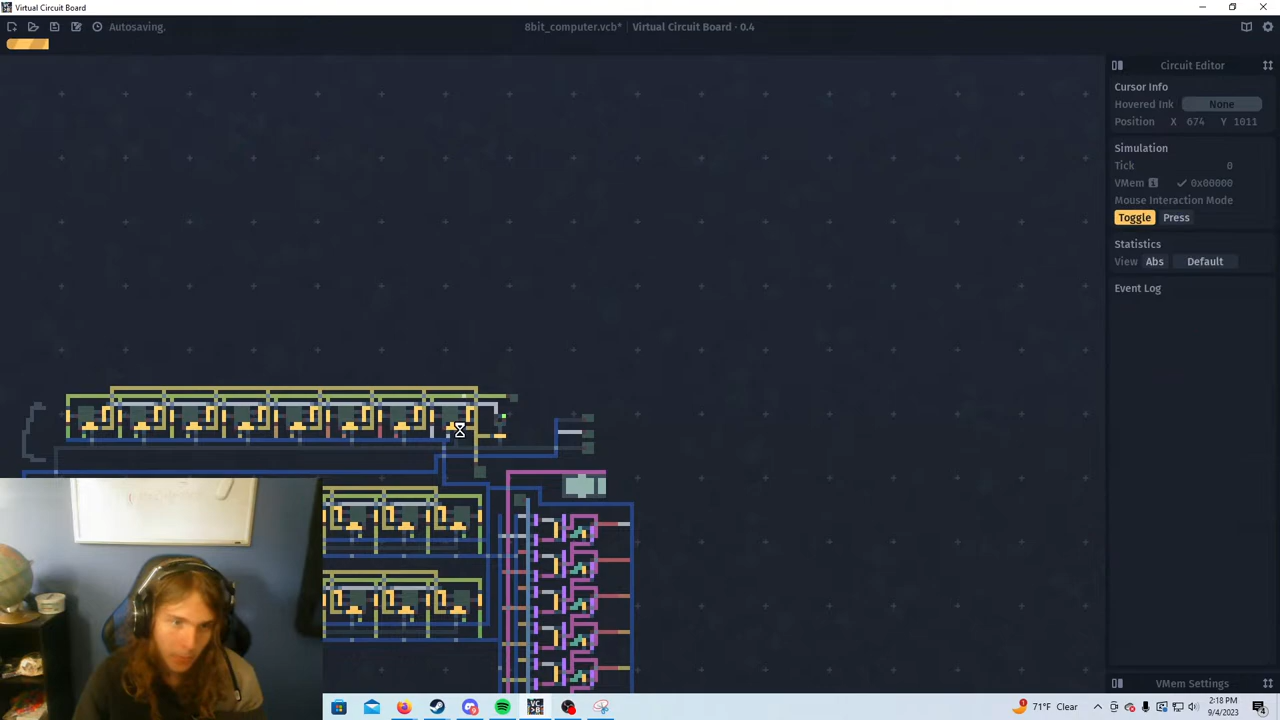 Virtual Circuit Board
Autosaving.
8bit_computer.vcb* | Virtual Circuit Board · 0.4
Circuit Editor
Cursor Info
Hovered Ink None
Position X 674 Y 1011
Simulation
Tick 0
VMem 0x00000
Mouse Interaction Mode
Toggle Press
Statistics
View Abs Default
Event Log
VMem Settings
71°F Clear
2:18 PM
9/4/2023